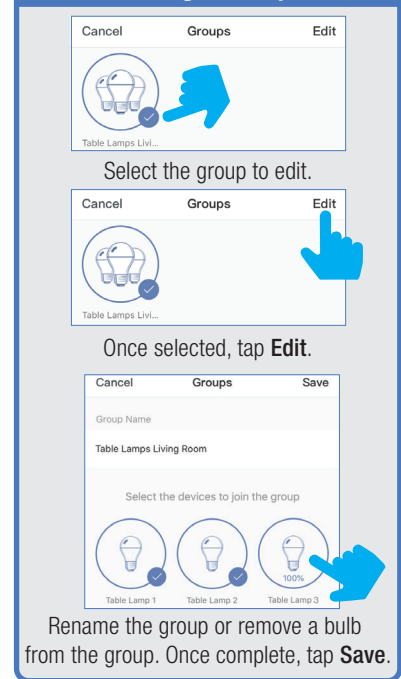 Cancel Groups Edit
Table Lamps Livi...
Select the group to edit.
Cancel Groups Edit
Table Lamps Livi...
Once selected, tap Edit.
Cancel Groups Save
Group Name
Table Lamps Living Room
Select the devices to join the group
100%
Table Lamp 1 Table Lamp 2 Table Lamp 3
Rename the group or remove a bulb
from the group. Once complete, tap Save.